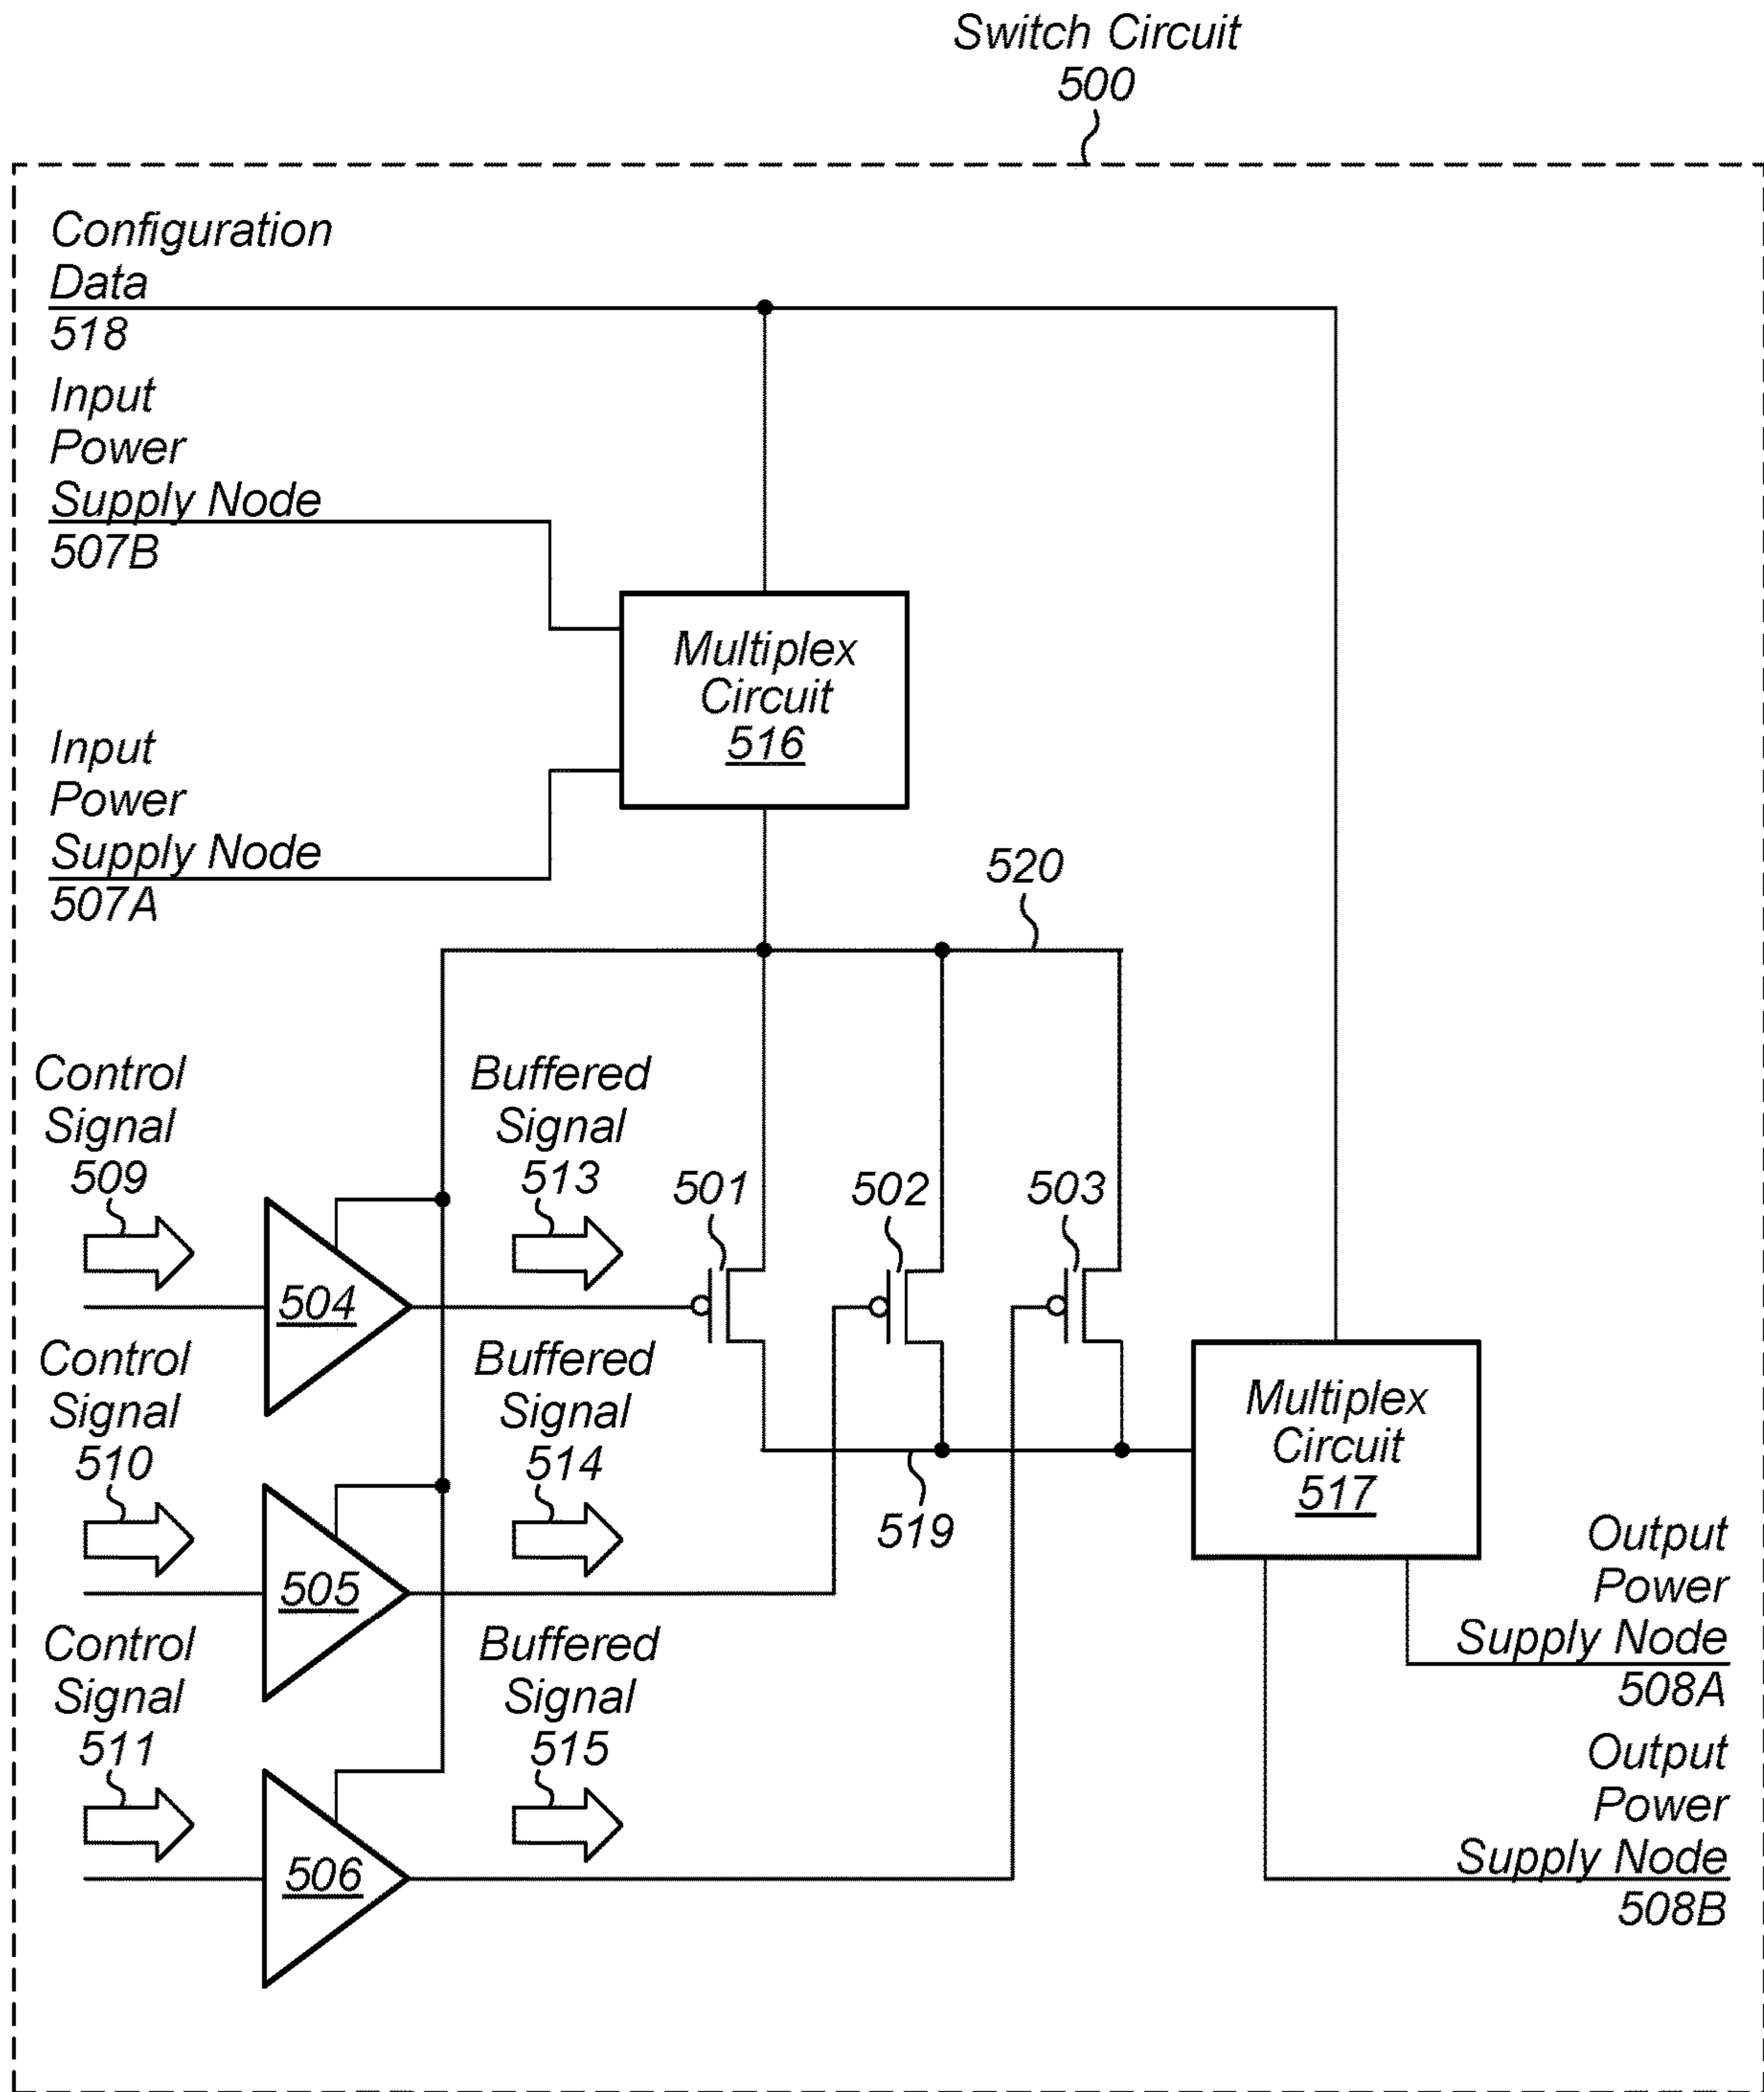 Switch Circuit
500
Configuration
Data
518
Input
Power
Supply Node
507B
Multiplex
Circuit
516
Input
Power
Supply Node
507A
520
Control
Signal
509
Buffered
Signal
513
501
502
503
504
Control
Signal
510
Buffered
Signal
514
519
Multiplex
Circuit
517
505
Output
Power
Supply Node
508A
Control
Signal
511
Buffered
Signal
515
506
Output
Power
Supply Node
508B